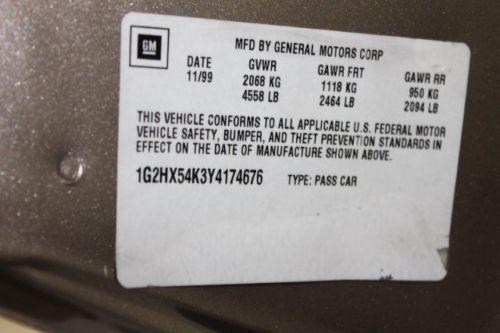 GM
MFD BY GENERAL MOTORS CORP
DATE GVWR GAWR FRT GAWR RR
11/99 2068 KG 1118 KG 950 KG
4558 LB 2464 LB 2094 LB
THIS VEHICLE CONFORMS TO ALL APPLICABLE U.S. FEDERAL MOTOR
VEHICLE SAFETY, BUMPER, AND THEFT PREVENTION STANDARDS IN
EFFECT ON THE DATE OF MANUFACTURE SHOWN ABOVE.
1G2HX54K3Y4174676 TYPE: PASS CAR